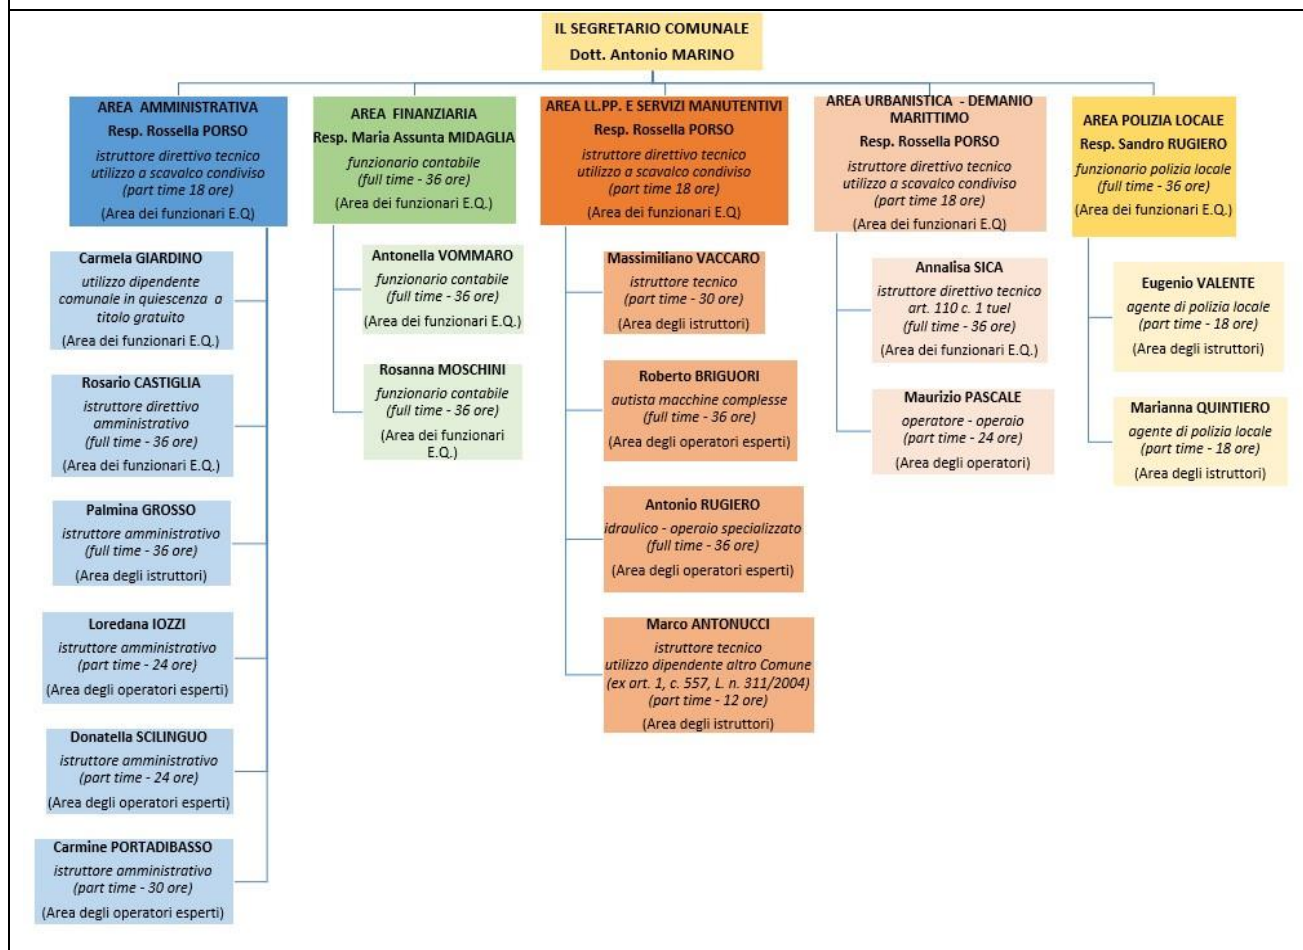 IL SEGRETARIO COMUNALE
Dott. Antonio MARINO
AREA AMMINISTRATIVA
Resp. Rossella PORSO
istruttore direttivo tecnico
utilizzo a scavalco condiviso
(part time 18 ore)
(Area dei funzionari E.Q)
Carmela GIARDINO
utilizzo dipendente
comunale in quiescenza a
titolo gratuito
(Area dei funzionari E.Q.)
Rosario CASTIGLIA
istruttore direttivo
amministrativo
(full time - 36 ore)
(Area dei funzionari E.Q.)
Palmina GROSSO
istruttore amministrativo
(full time - 36 ore)
(Area degli istruttori)
Loredana IOZZI
istruttore amministrativo
(part time - 24 ore)
(Area degli operatori esperti)
Donatella SCILINGUO
istruttore amministrativo
(part time - 24 ore)
(Area degli operatori esperti)
Carmine PORTADIBASSO
istruttore amministrativo
(part time - 30 ore)
(Area degli operatori esperti)
AREA FINANZIARIA
Resp. Maria Assunta MIDAGLIA
funzionario contabile
(full time - 36 ore)
(Area dei funzionari E.Q.)
Antonella VOMMARO
funzionario contabile
(full time - 36 ore)
(Area dei funzionari E.Q.)
Rosanna MOSCHINI
funzionario contabile
(full time - 36 ore)
(Area dei funzionari
E.Q.)
AREA LL.PP. E SERVIZI MANUTENTIVI
Resp. Rossella PORSO
istruttore direttivo tecnico
utilizzo a scavalco condiviso
(part time 18 ore)
(Area dei funzionari E.Q)
Massimiliano VACCARO
istruttore tecnico
(part time - 30 ore)
(Area degli istruttori)
Roberto BRIGUORI
autista macchine complesse
(full time - 36 ore)
(Area degli operatori esperti)
Antonio RUGIERO
idraulico - operaio specializzato
(full time - 36 ore)
(Area degli operatori esperti)
Marco ANTONUCCI
istruttore tecnico
utilizzo dipendente altro Comune
(ex art. 1, c. 557, L. n. 311/2004)
(part time - 12 ore)
(Area degli istruttori)
AREA URBANISTICA - DEMANIO
MARITTIMO
Resp. Rossella PORSO
istruttore direttivo tecnico
utilizzo a scavalco condiviso
(part time 18 ore)
(Area dei funzionari E.Q)
Annalisa SICA
istruttore direttivo tecnico
art. 110 c. 1 tuel
(full time - 36 ore)
(Area dei funzionari E.Q.)
Maurizio PASCALE
operatore - operaio
(part time - 24 ore)
(Area degli operatori)
AREA POLIZIA LOCALE
Resp. Sandro RUGIERO
funzionario polizia locale
(full time - 36 ore)
(Area dei funzionari E.Q.)
Eugenio VALENTE
agente di polizia locale
(part time - 18 ore)
(Area degli istruttori)
Marianna QUINTIERO
agente di polizia locale
(part time - 18 ore)
(Area degli istruttori)